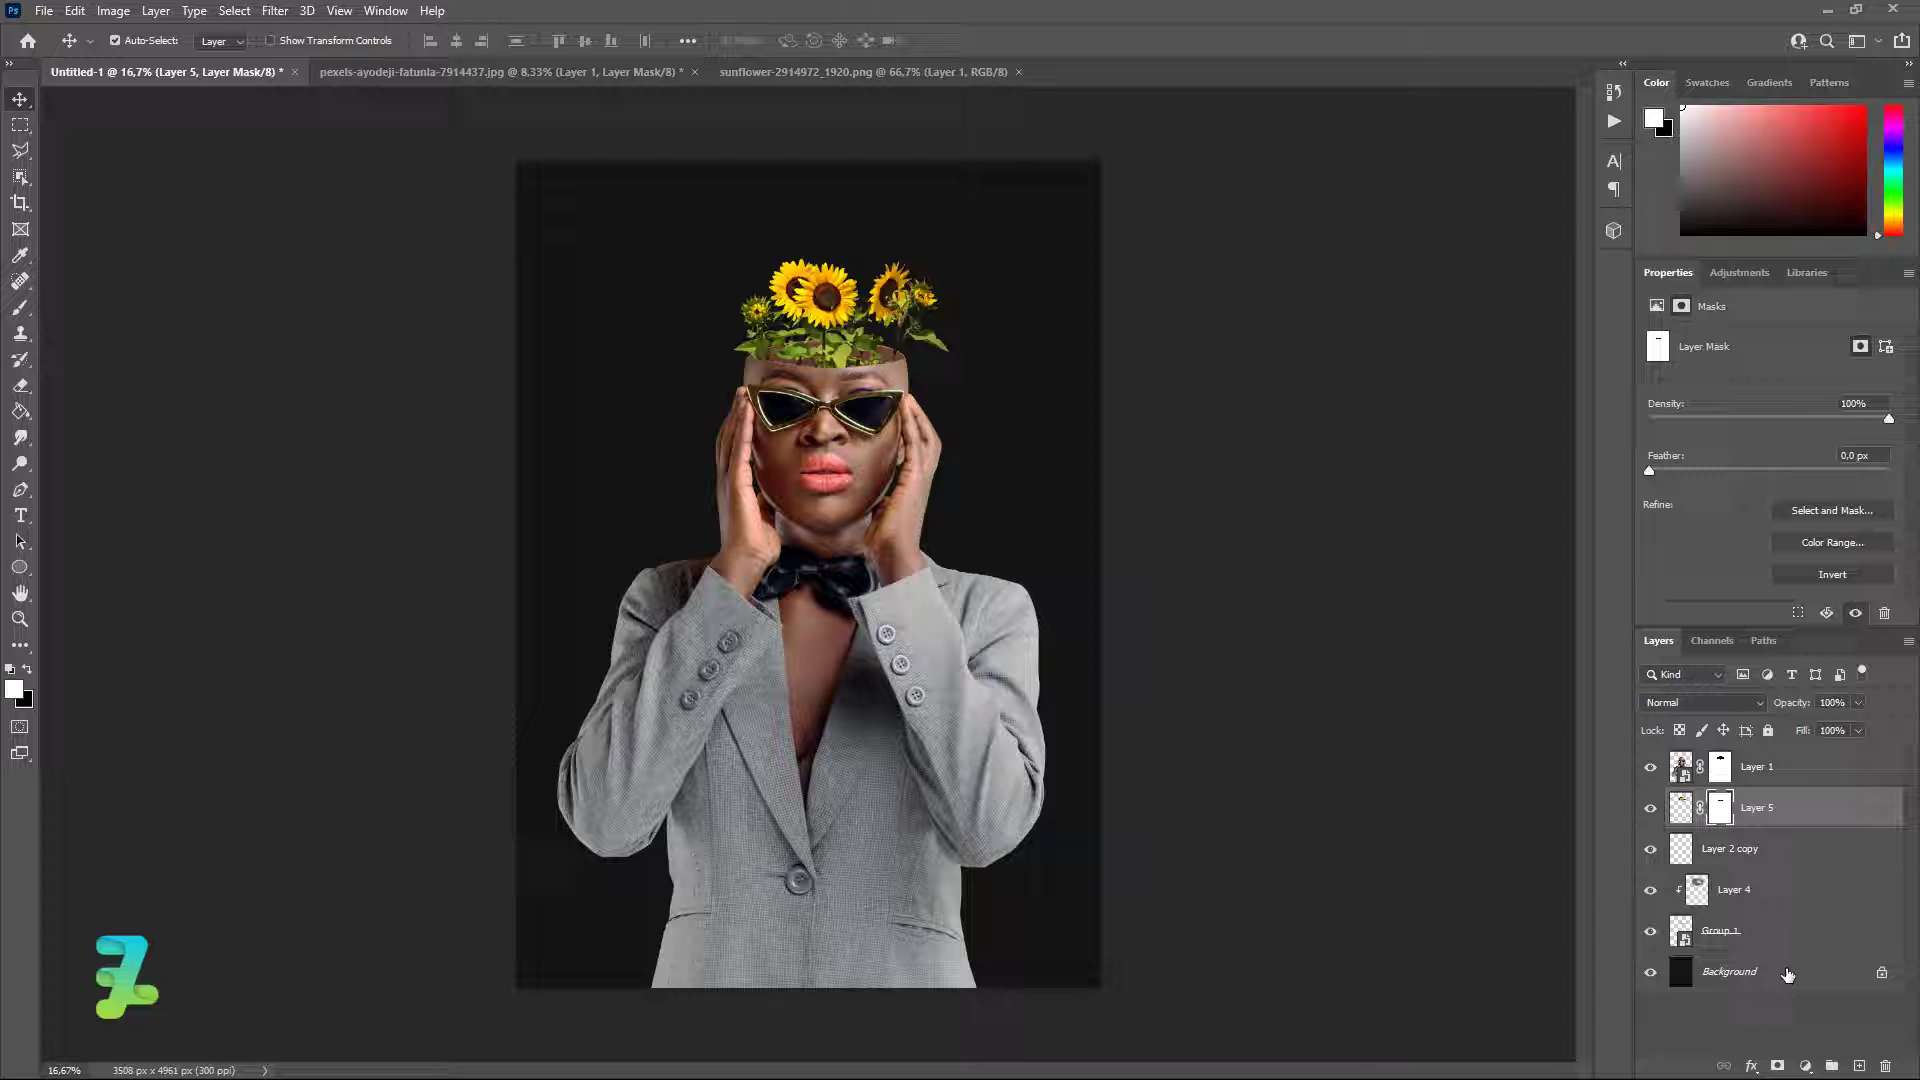 Ps File Edit Image Layer Type Select Filter 3D View Window Help
Auto-Select: Layer Show Transform Controls
Untitled-1 @ 16,7% (Layer 5, Layer Mask/8) * pexels-ayodeji-fatunla-7914437.jpg @ 8.33% (Layer 1, Layer Mask/8) * sunflower-2914972_1920.png @ 66,7% (Layer 1, RGB/8)
Color Swatches Gradients Patterns
Properties Adjustments Libraries
Masks
Layer Mask
Density: 100%
Feather: 0,0 px
Refine: Select and Mask...
Color Range...
Invert
Layers Channels Paths
Kind
Normal Opacity: 100%
Lock: Fill: 100%
Layer 1
Layer 5
Layer 2 copy
Layer 4
Group 1
Background
16,67% 3508 px x 4961 px (300 ppi)